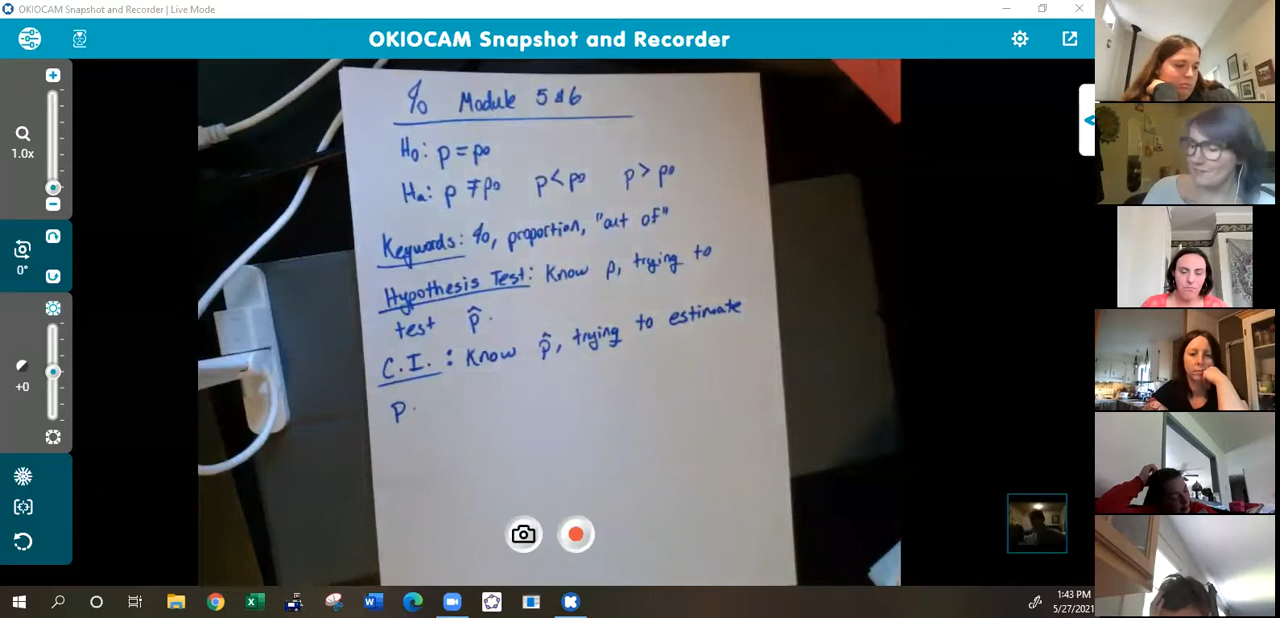 OKIOCAM Snapshot and Recorder | Live Mode
OKIOCAM Snapshot and Recorder
1.0x
0°
+0
% Module 5 & 6
H₀: p = p₀
Hₐ: p ≠ p₀ p < p₀ p > p₀
Keywords: %, proportion, "out of"
Hypothesis Test: Know p, trying to
test p̂.
C.I.: Know p̂, trying to estimate
p.
1:43 PM
5/27/2021